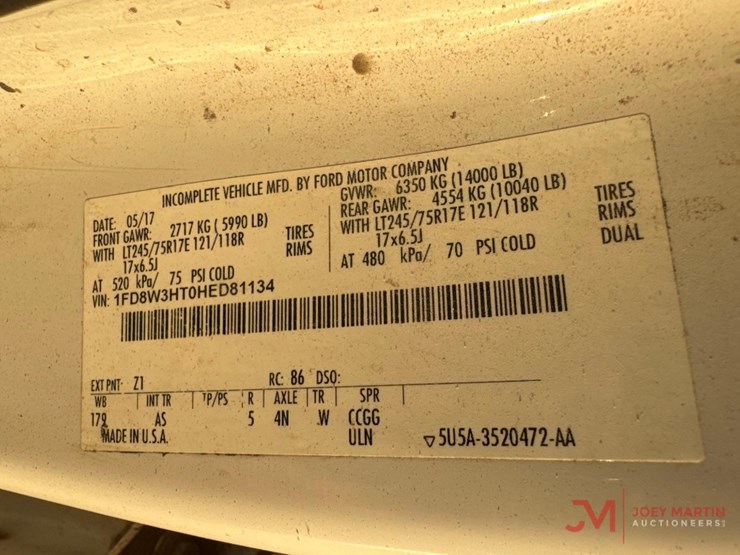 INCOMPLETE VEHICLE MFD. BY FORD MOTOR COMPANY
DATE: 05/17 GVWR: 6350 KG (14000 LB)
FRONT GAWR: 2717 KG ( 5990 LB) REAR GAWR: 4554 KG (10040 LB)
WITH LT245/75R17E 121/118R TIRES WITH LT245/75R17E 121/118R TIRES
17x6.5J RIMS 17x6.5J RIMS
AT 520 kPa/ 75 PSI COLD AT 480 kPa/ 70 PSI COLD DUAL
VIN: 1FD8W3HT0HED81134
EXT PNT: Z1 RC: 86 DSO:
WB INT TR TP/PS R AXLE TR SPR
179 AS 5 4N W CCGG
MADE IN U.S.A. ULN ▽5U5A-3520472-AA
JM JOEY MARTIN
AUCTIONEERS